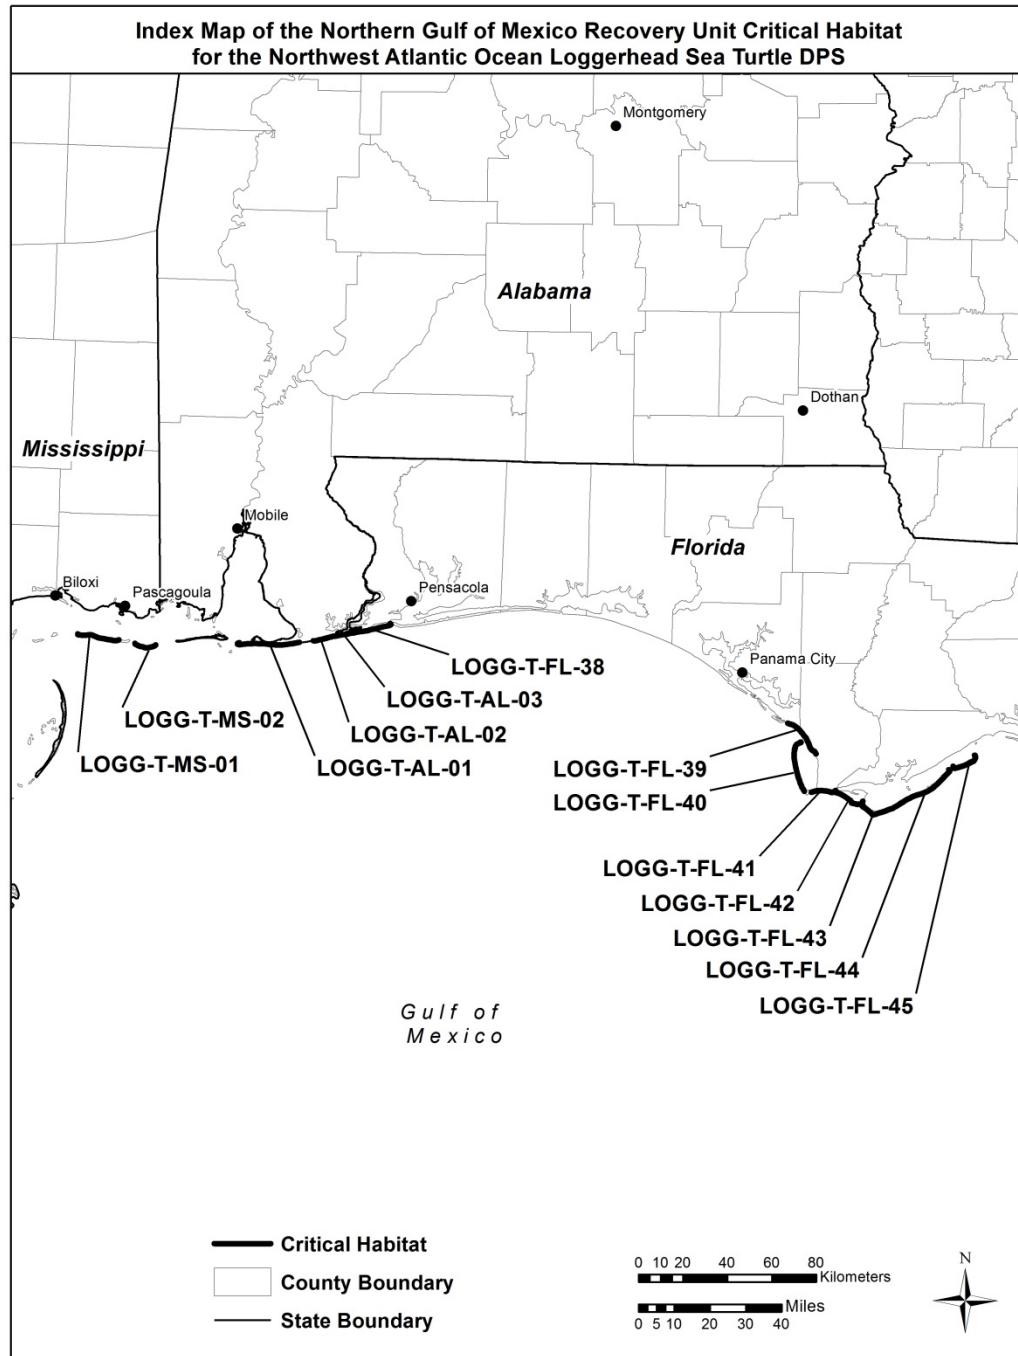 Index Map of the Northern Gulf of Mexico Recovery Unit Critical Habitat
for the Northwest Atlantic Ocean Loggerhead Sea Turtle DPS
Montgomery
Alabama
Dothan
Mississippi
Mobile
Florida
Biloxi
Pascagoula
Pensacola
Panama City
LOGG-T-FL-38
LOGG-T-AL-03
LOGG-T-MS-02
LOGG-T-AL-02
LOGG-T-MS-01
LOGG-T-AL-01
LOGG-T-FL-39
LOGG-T-FL-40
LOGG-T-FL-41
LOGG-T-FL-42
LOGG-T-FL-43
LOGG-T-FL-44
LOGG-T-FL-45
Gulf of
Mexico
Critical Habitat
County Boundary
State Boundary
0 10 20 40 60 80
Kilometers
Miles
0 5 10 20 30 40
N